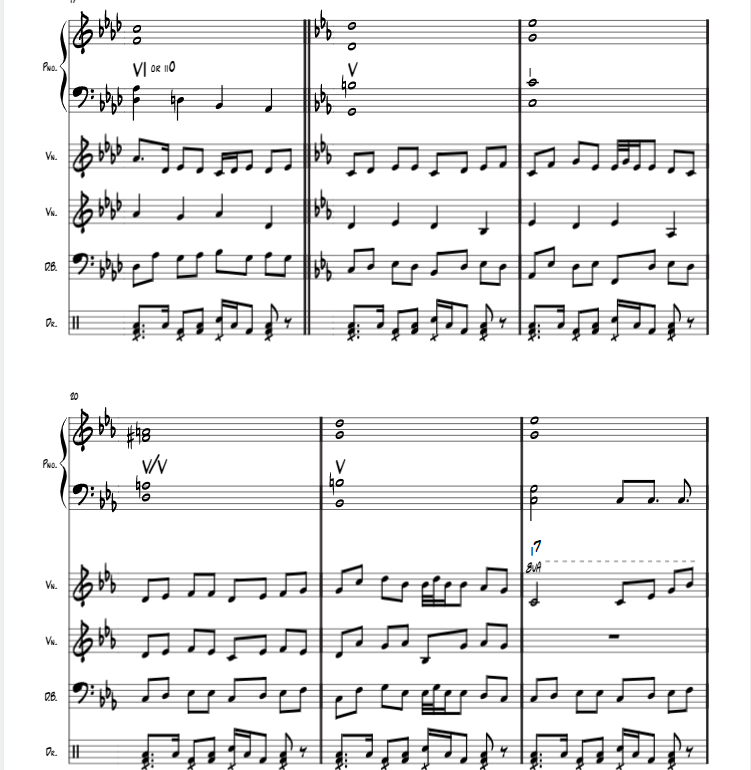 Pno.
VI or ii0
V
i
Vn.
Vn.
D.B.
Dr.
20
Pno.
V/V
V
i7
8va
Vn.
Vn.
D.B.
Dr.